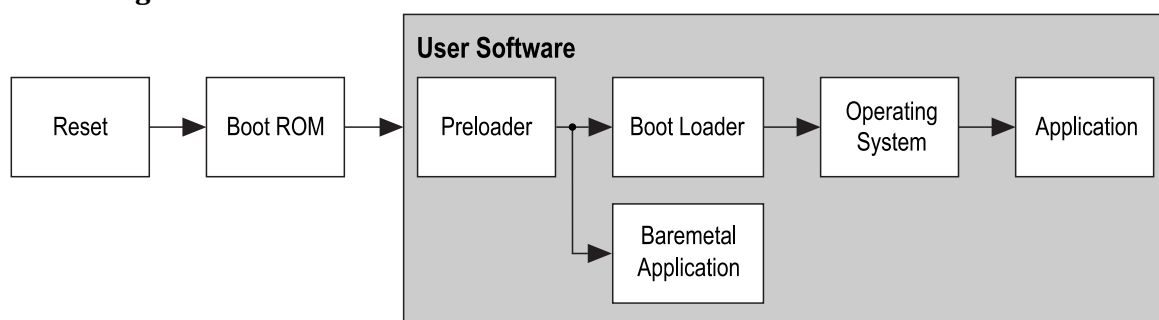 User Software
Reset
Boot ROM
Preloader
Boot Loader
Operating
System
Application
Baremetal
Application